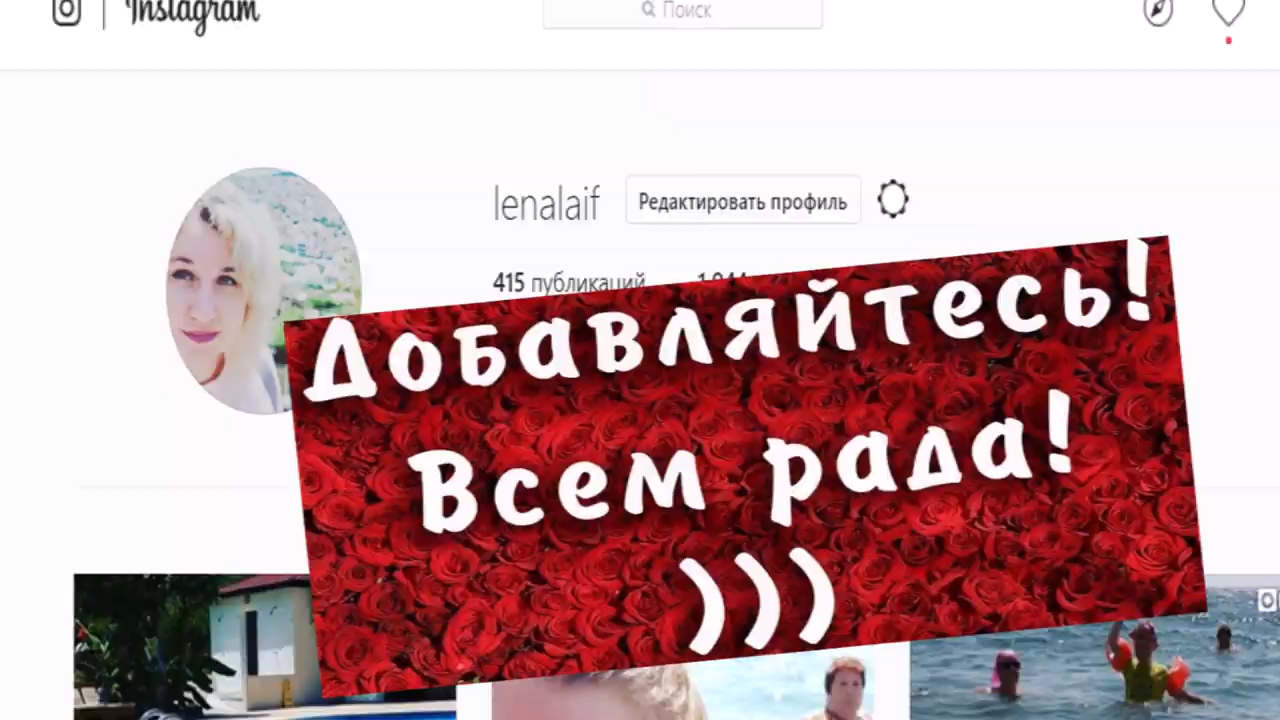 Instagram
Поиск
lenalaif
Редактировать профиль
415 публикаций
Добавляйтесь!
Всем рада!
)))